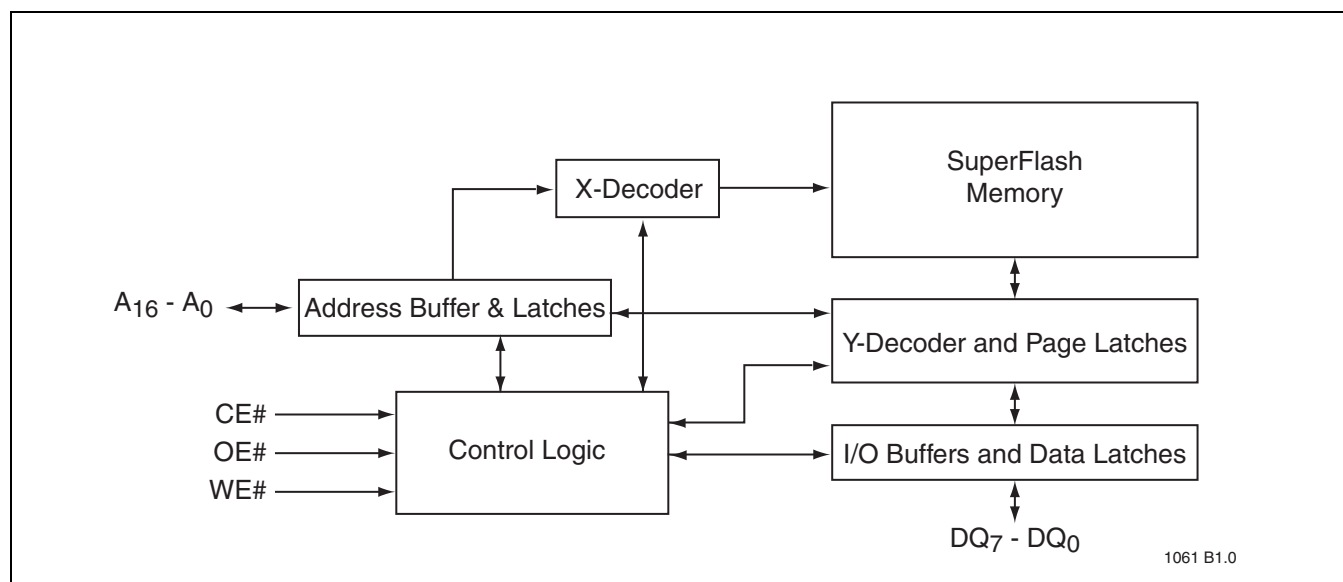 SuperFlash
Memory
X-Decoder
A16 - A0
Address Buffer & Latches
Y-Decoder and Page Latches
CE#
OE#
WE#
Control Logic
I/O Buffers and Data Latches
DQ7 - DQ0
1061 B1.0